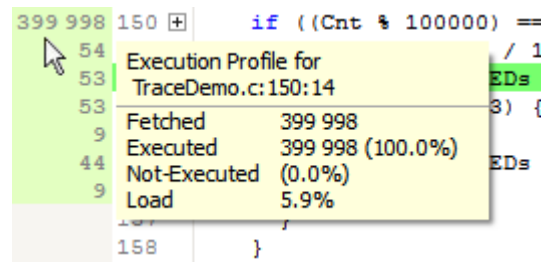 399 998 150 if ((Cnt % 100000) ==
54 / 1
Execution Profile for
TraceDemo.c:150:14
53 EDs
53 3) {
Fetched 399 998
9
Executed 399 998 (100.0%)
44 EDs
Not-Executed (0.0%)
9
Load 5.9%
158 }